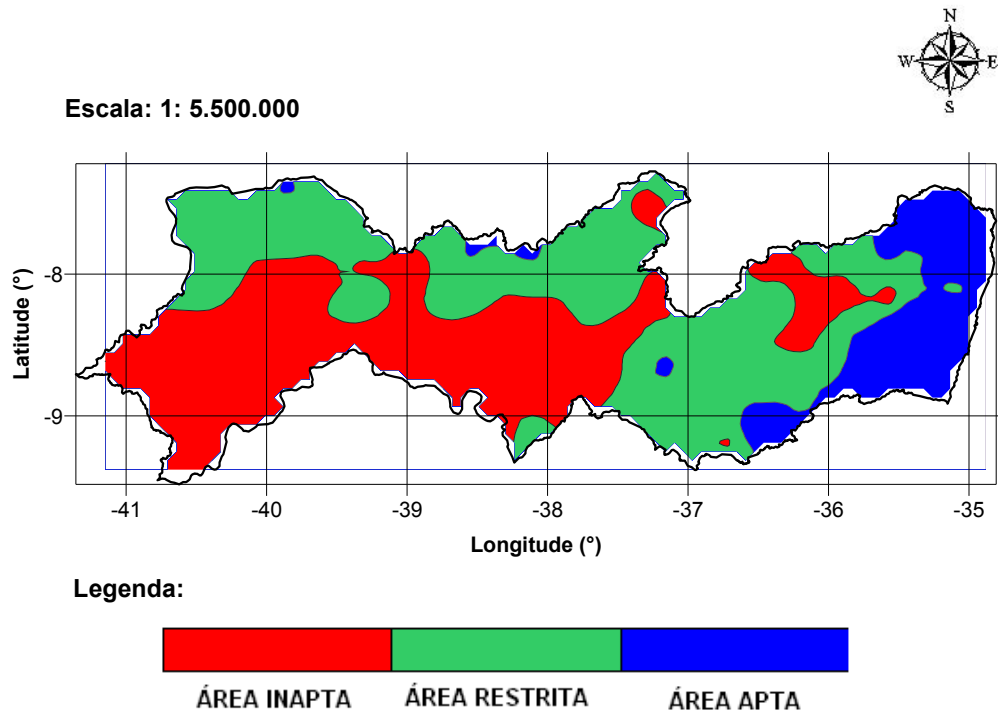 N
W E
S
Escala: 1: 5.500.000
Latitude (°)
-8
-9
-41 -40 -39 -38 -37 -36 -35
Longitude (°)
Legenda:
ÁREA INAPTA ÁREA RESTRITA ÁREA APTA